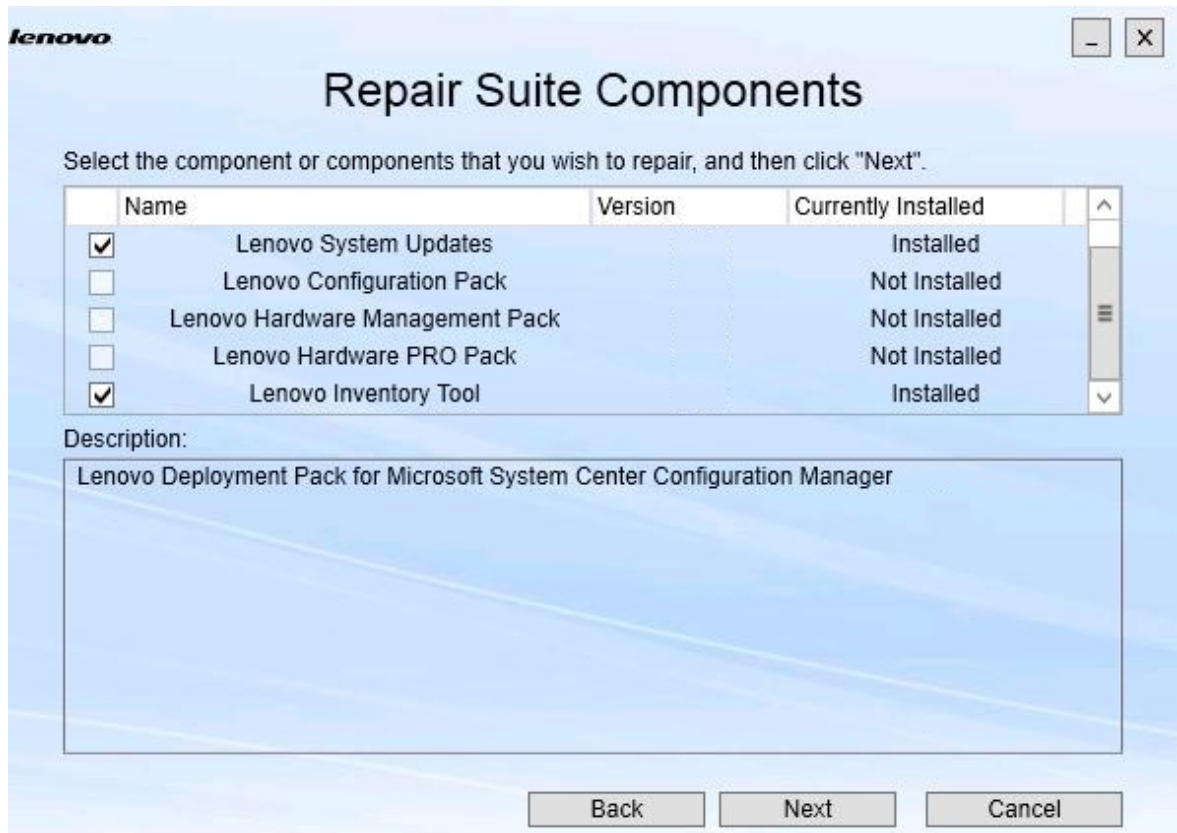 lenovo
Repair Suite Components
Select the component or components that you wish to repair, and then click "Next".
Name Version Currently Installed
Lenovo System Updates Installed
Lenovo Configuration Pack Not Installed
Lenovo Hardware Management Pack Not Installed
Lenovo Hardware PRO Pack Not Installed
Lenovo Inventory Tool Installed
Description:
Lenovo Deployment Pack for Microsoft System Center Configuration Manager
Back Next Cancel